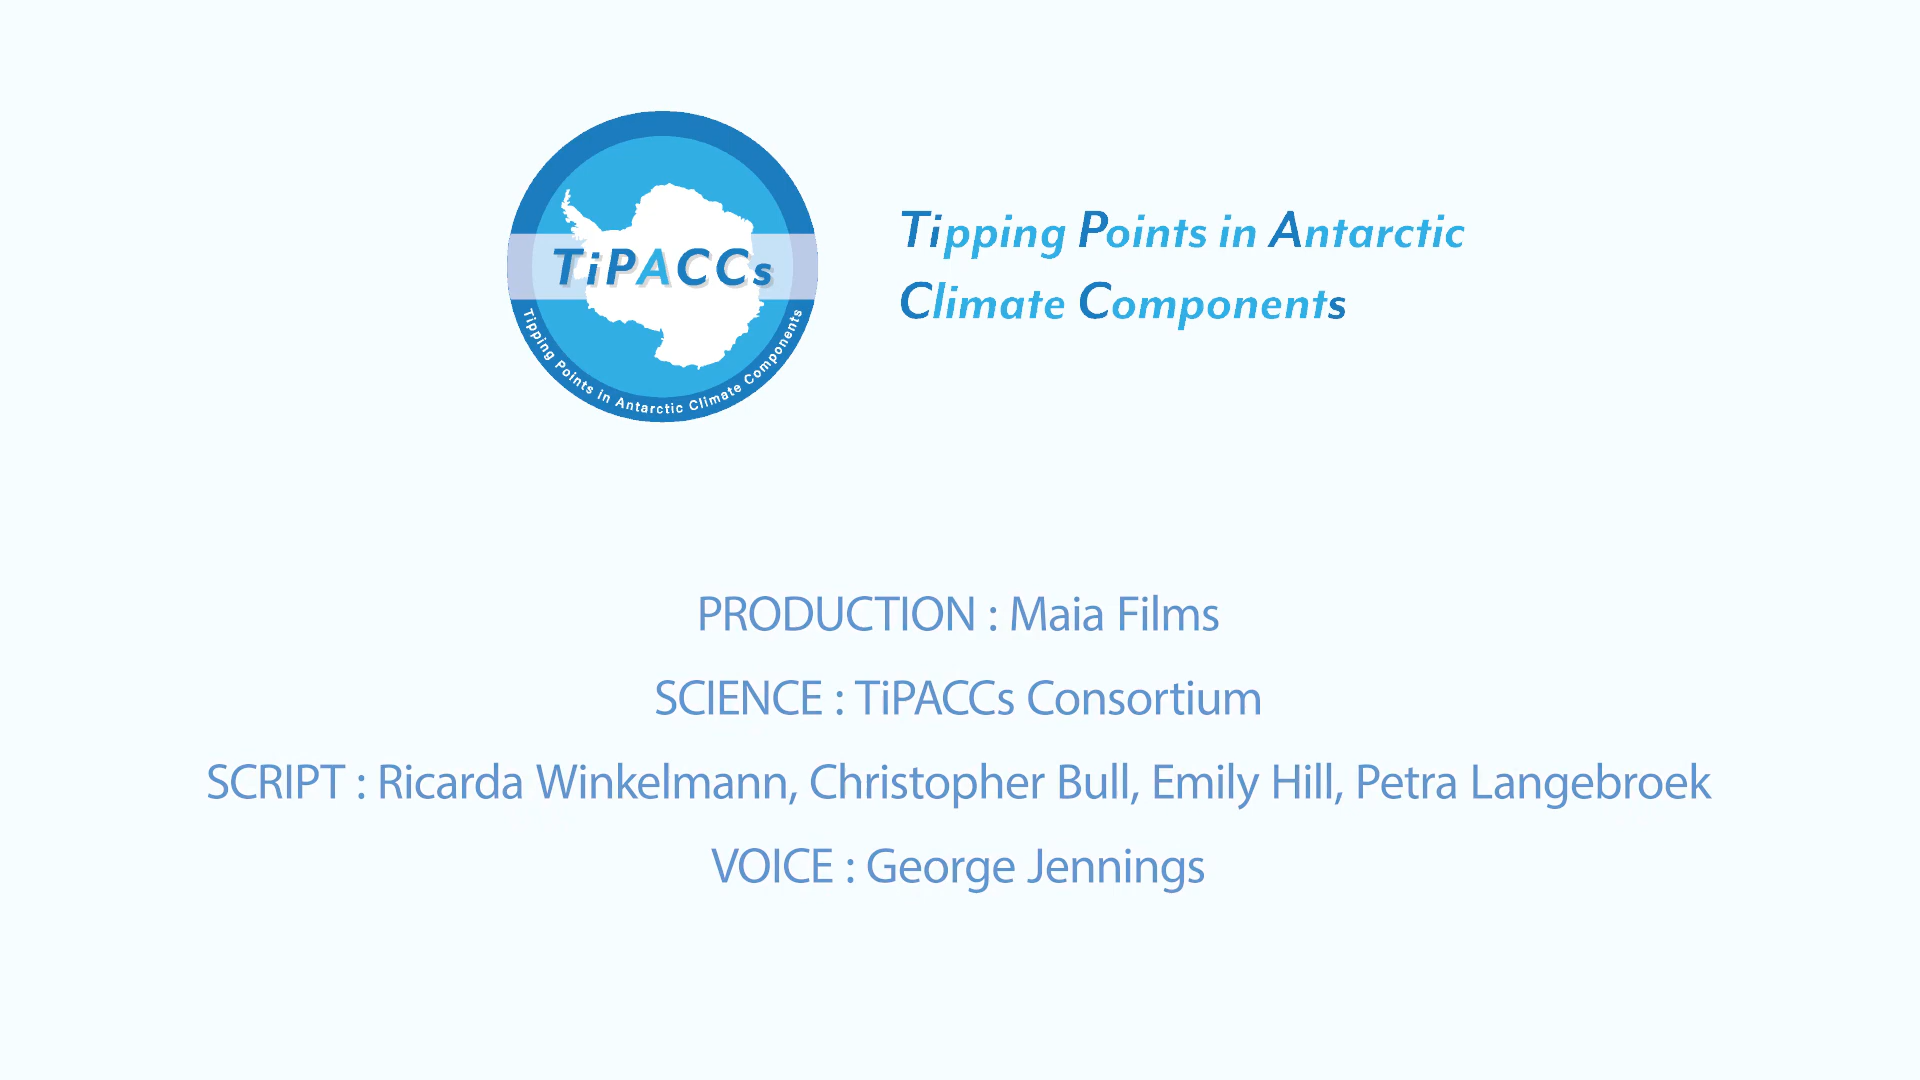 TiPACCs
Tipping Points in Antarctic Climate Components
Tipping Points in Antarctic
Climate Components
PRODUCTION : Maia Films
SCIENCE : TiPACCs Consortium
SCRIPT : Ricarda Winkelmann, Christopher Bull, Emily Hill, Petra Langebroek
VOICE : George Jennings